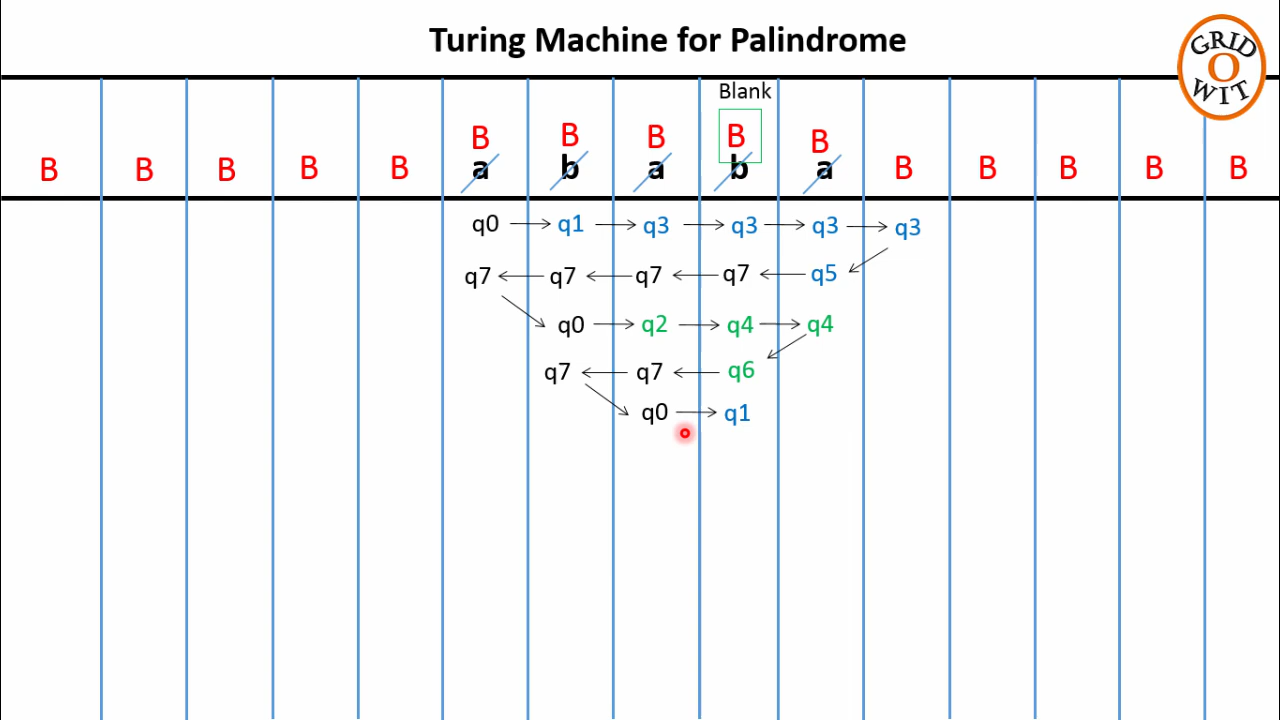 Turing Machine for Palindrome
GRID
O
WIT
Blank
B B B B B
B B B B B a b a b a B B B B B
q0 q1 q3 q3 q3 q3
q7 q7 q7 q7 q5
q0 q2 q4 q4
q7 q7 q6
q0 q1